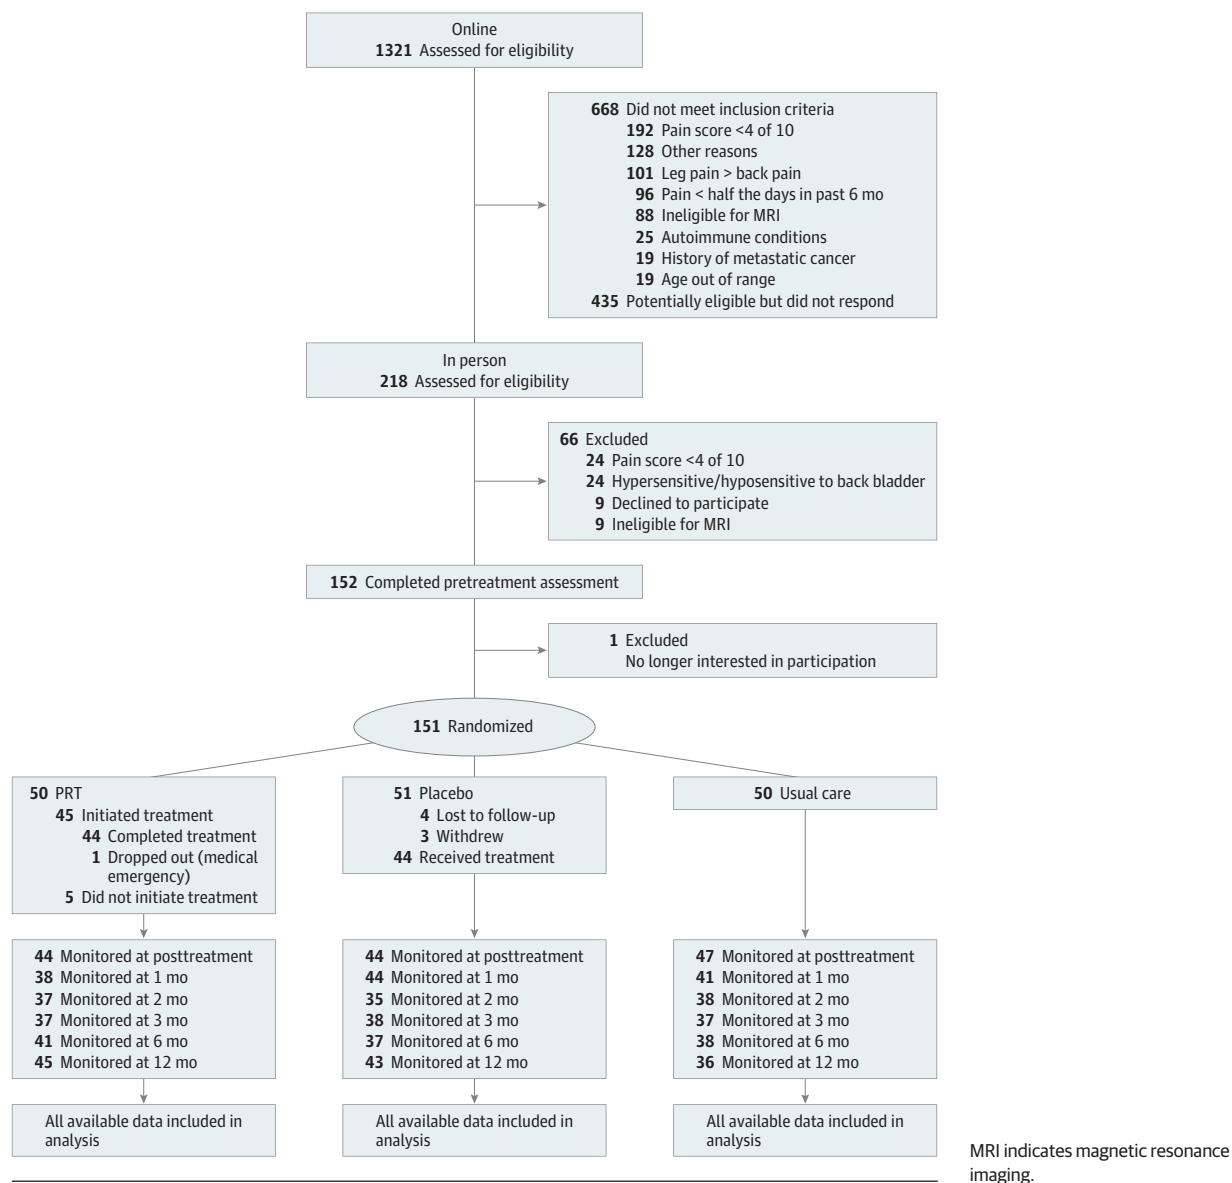 Online
1321 Assessed for eligibility
668 Did not meet inclusion criteria
192 Pain score <4 of 10
128 Other reasons
101 Leg pain > back pain
96 Pain < half the days in past 6 mo
88 Ineligible for MRI
25 Autoimmune conditions
19 History of metastatic cancer
19 Age out of range
435 Potentially eligible but did not respond
In person
218 Assessed for eligibility
66 Excluded
24 Pain score <4 of 10
24 Hypersensitive/hyposensitive to back bladder
9 Declined to participate
9 Ineligible for MRI
152 Completed pretreatment assessment
1 Excluded
No longer interested in participation
151 Randomized
50 PRT
45 Initiated treatment
44 Completed treatment
1 Dropped out (medical
emergency)
5 Did not initiate treatment
51 Placebo
4 Lost to follow-up
3 Withdrew
44 Received treatment
50 Usual care
44 Monitored at posttreatment
38 Monitored at 1 mo
37 Monitored at 2 mo
37 Monitored at 3 mo
41 Monitored at 6 mo
45 Monitored at 12 mo
44 Monitored at posttreatment
44 Monitored at 1 mo
35 Monitored at 2 mo
38 Monitored at 3 mo
37 Monitored at 6 mo
43 Monitored at 12 mo
47 Monitored at posttreatment
41 Monitored at 1 mo
38 Monitored at 2 mo
37 Monitored at 3 mo
38 Monitored at 6 mo
36 Monitored at 12 mo
All available data included in
analysis
All available data included in
analysis
All available data included in
analysis
MRI indicates magnetic resonance
imaging.